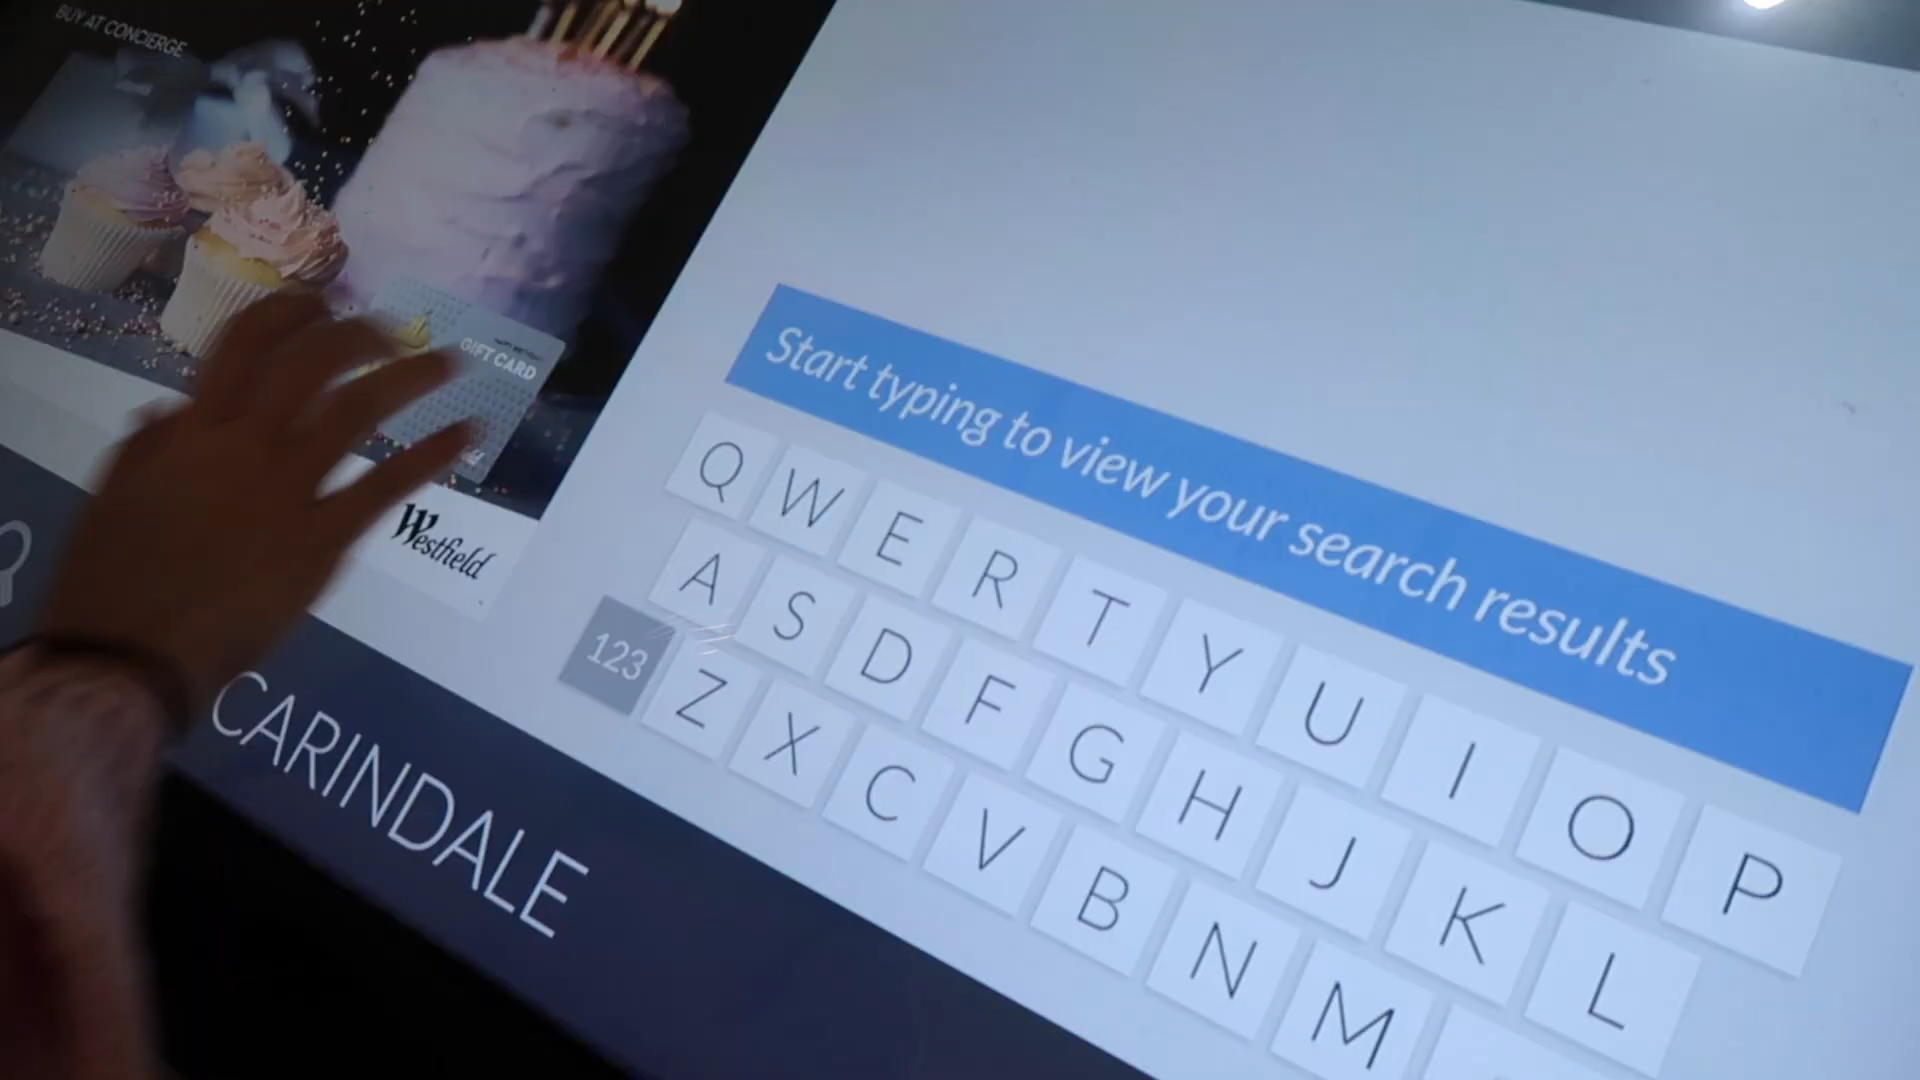 BUY AT CONCIERGE
GIFT CARD
Westfield
Start typing to view your search results
Q W E R T Y U I O P
A S D F G H J K L
123 Z X C V B N M
CARINDALE